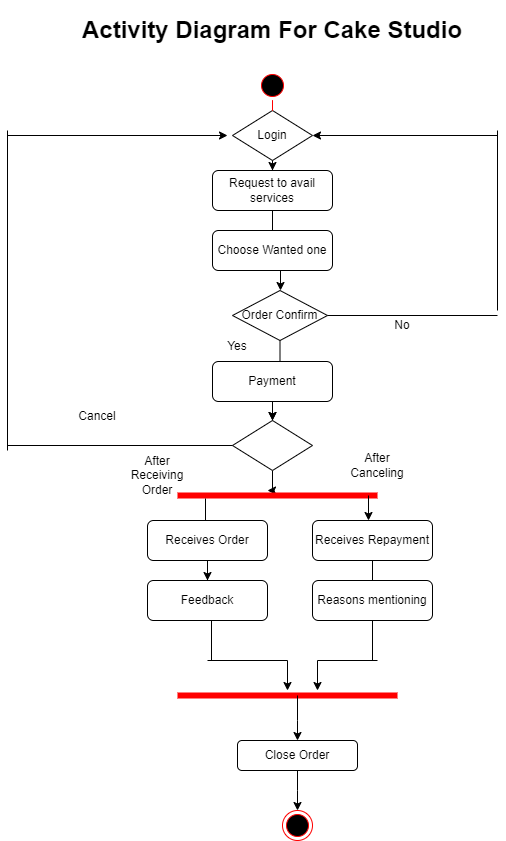 Activity Diagram For Cake Studio
Login
Request to avail
services
Choose Wanted one
Order Confirm
No
Yes
Payment
Cancel
After
Receiving
Order
After
Canceling
Receives Order
Receives Repayment
Feedback
Reasons mentioning
Close Order